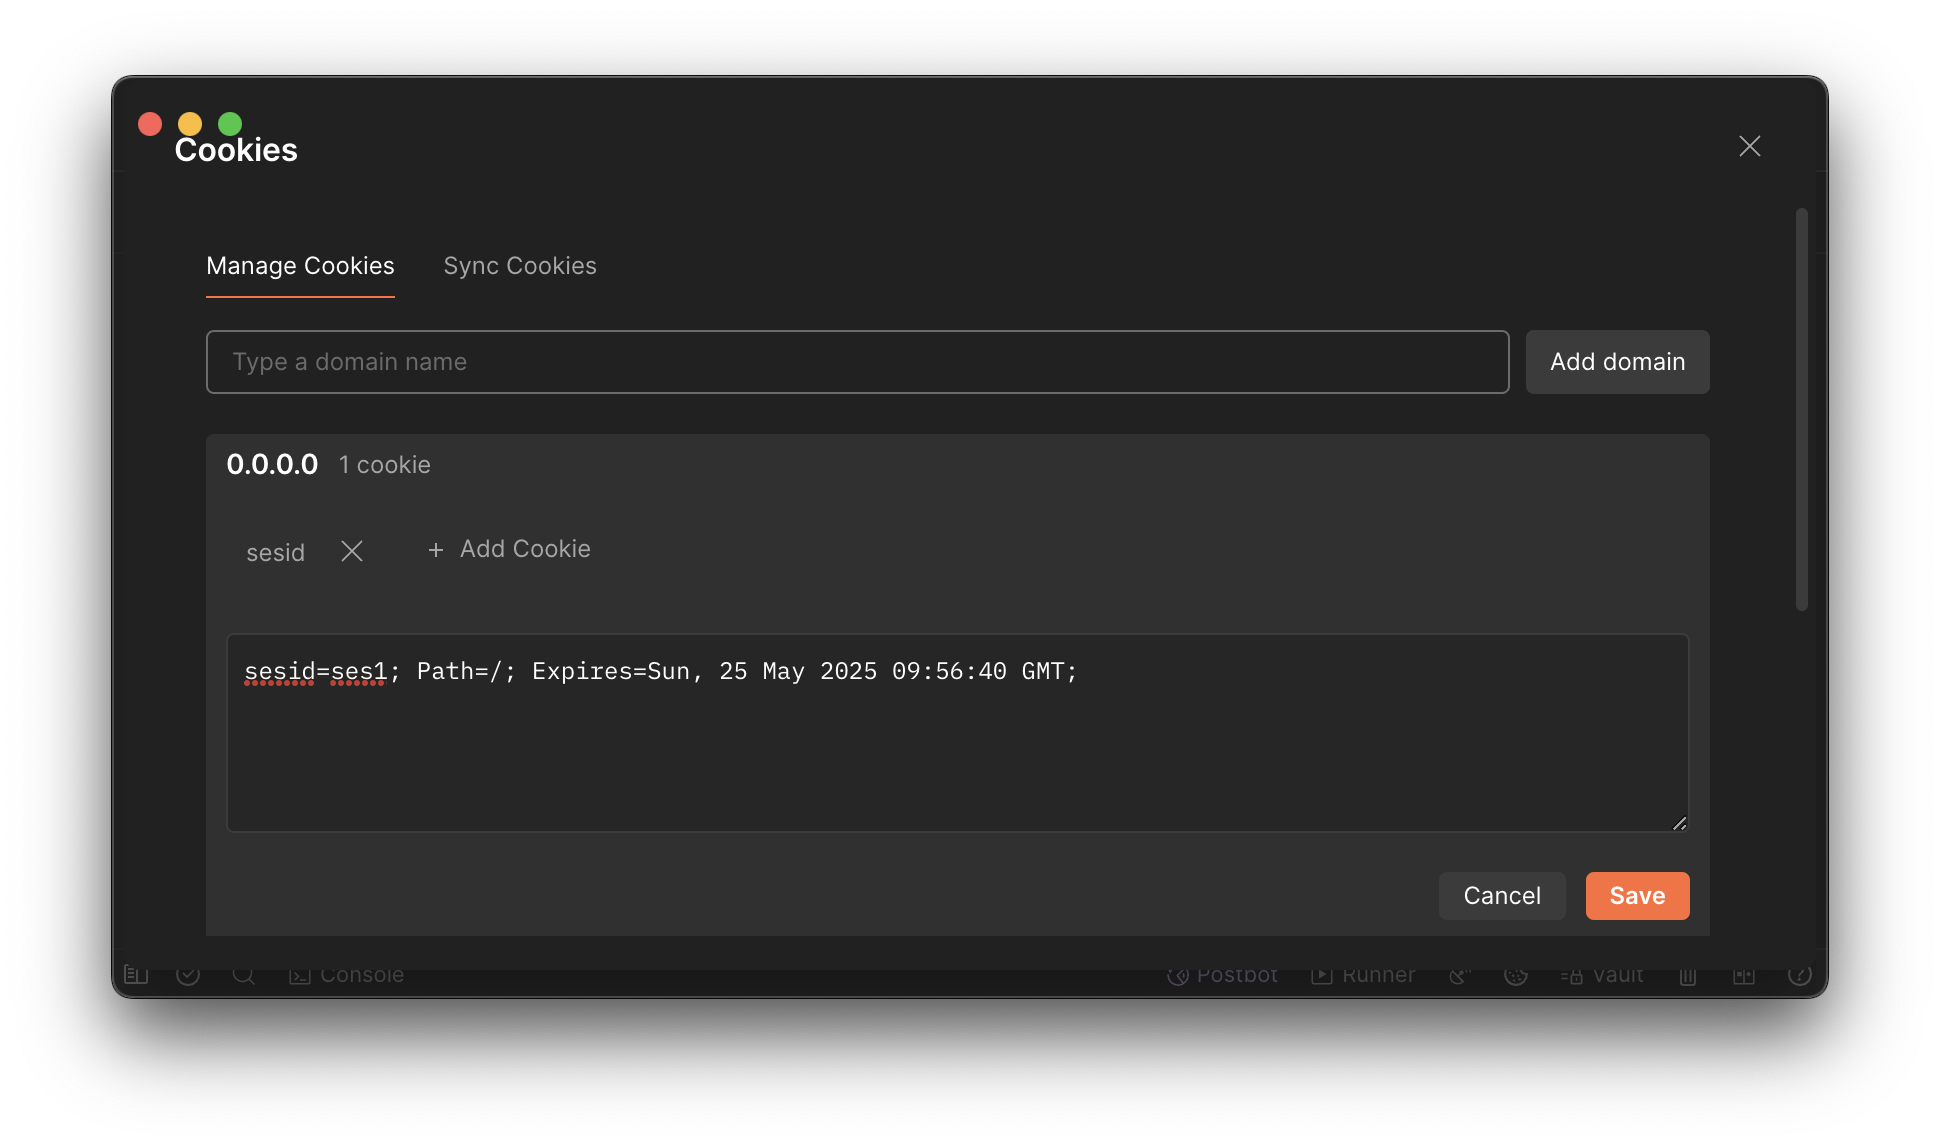 Cookies
Manage Cookies Sync Cookies
Type a domain name Add domain
0.0.0.0 1 cookie
sesid + Add Cookie
sesid=ses1; Path=/; Expires=Sun, 25 May 2025 09:56:40 GMT;
Cancel Save
Console Postbot Runner Vault